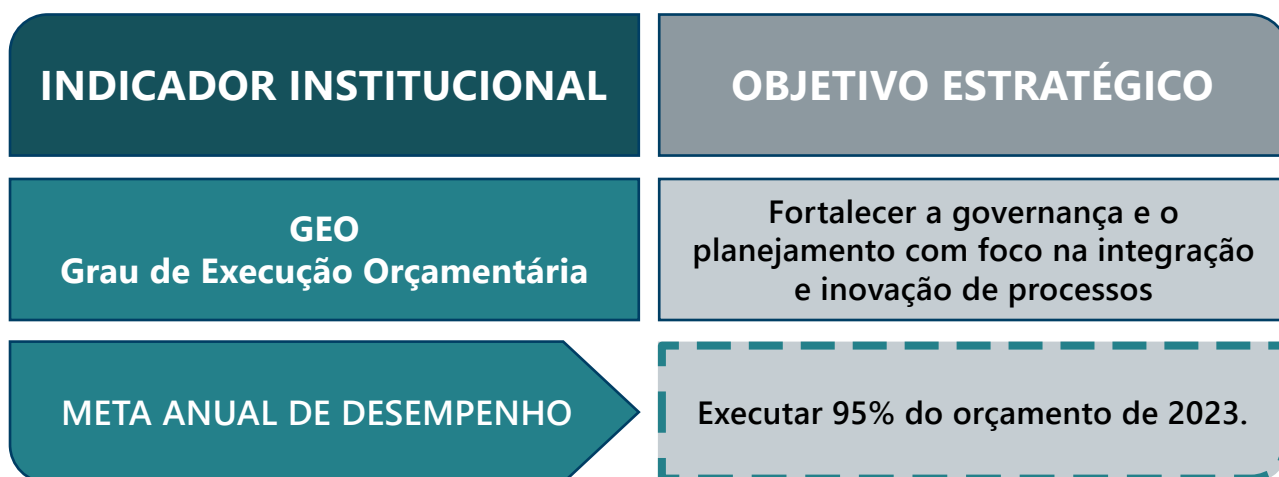 INDICADOR INSTITUCIONAL
OBJETIVO ESTRATÉGICO
GEO
Grau de Execução Orçamentária
Fortalecer a governança e o
planejamento com foco na integração
e inovação de processos
META ANUAL DE DESEMPENHO
Executar 95% do orçamento de 2023.